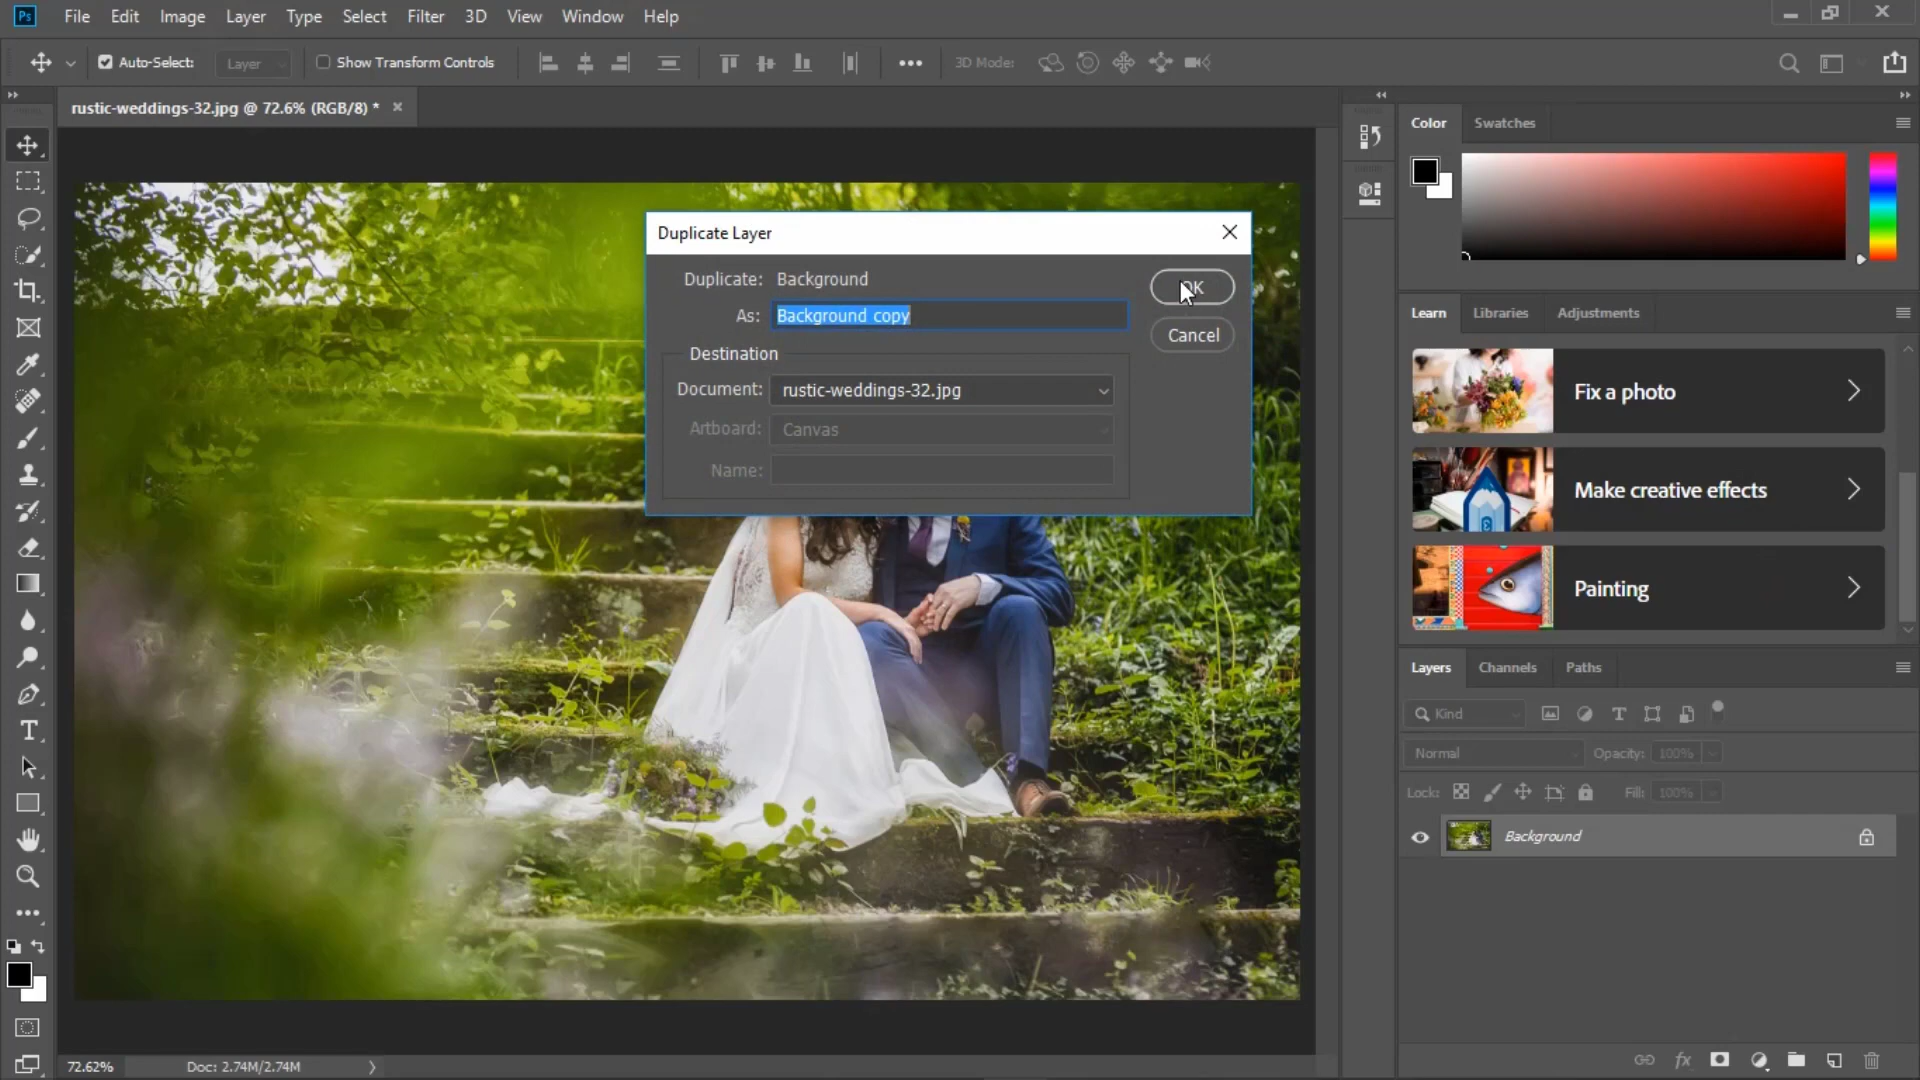 Ps File Edit Image Layer Type Select Filter 3D View Window Help
Auto-Select: Layer Show Transform Controls 3D Mode:
rustic-weddings-32.jpg @ 72.6% (RGB/8) *
Color Swatches
Duplicate Layer
Duplicate: Background
OK
As: Background copy
Cancel
Destination
Document: rustic-weddings-32.jpg
Artboard: Canvas
Name:
Learn Libraries Adjustments
Fix a photo
Make creative effects
Painting
Layers Channels Paths
Kind
Normal Opacity: 100%
Lock: Fill: 100%
Background
fx
72.62% Doc: 2.74M/2.74M